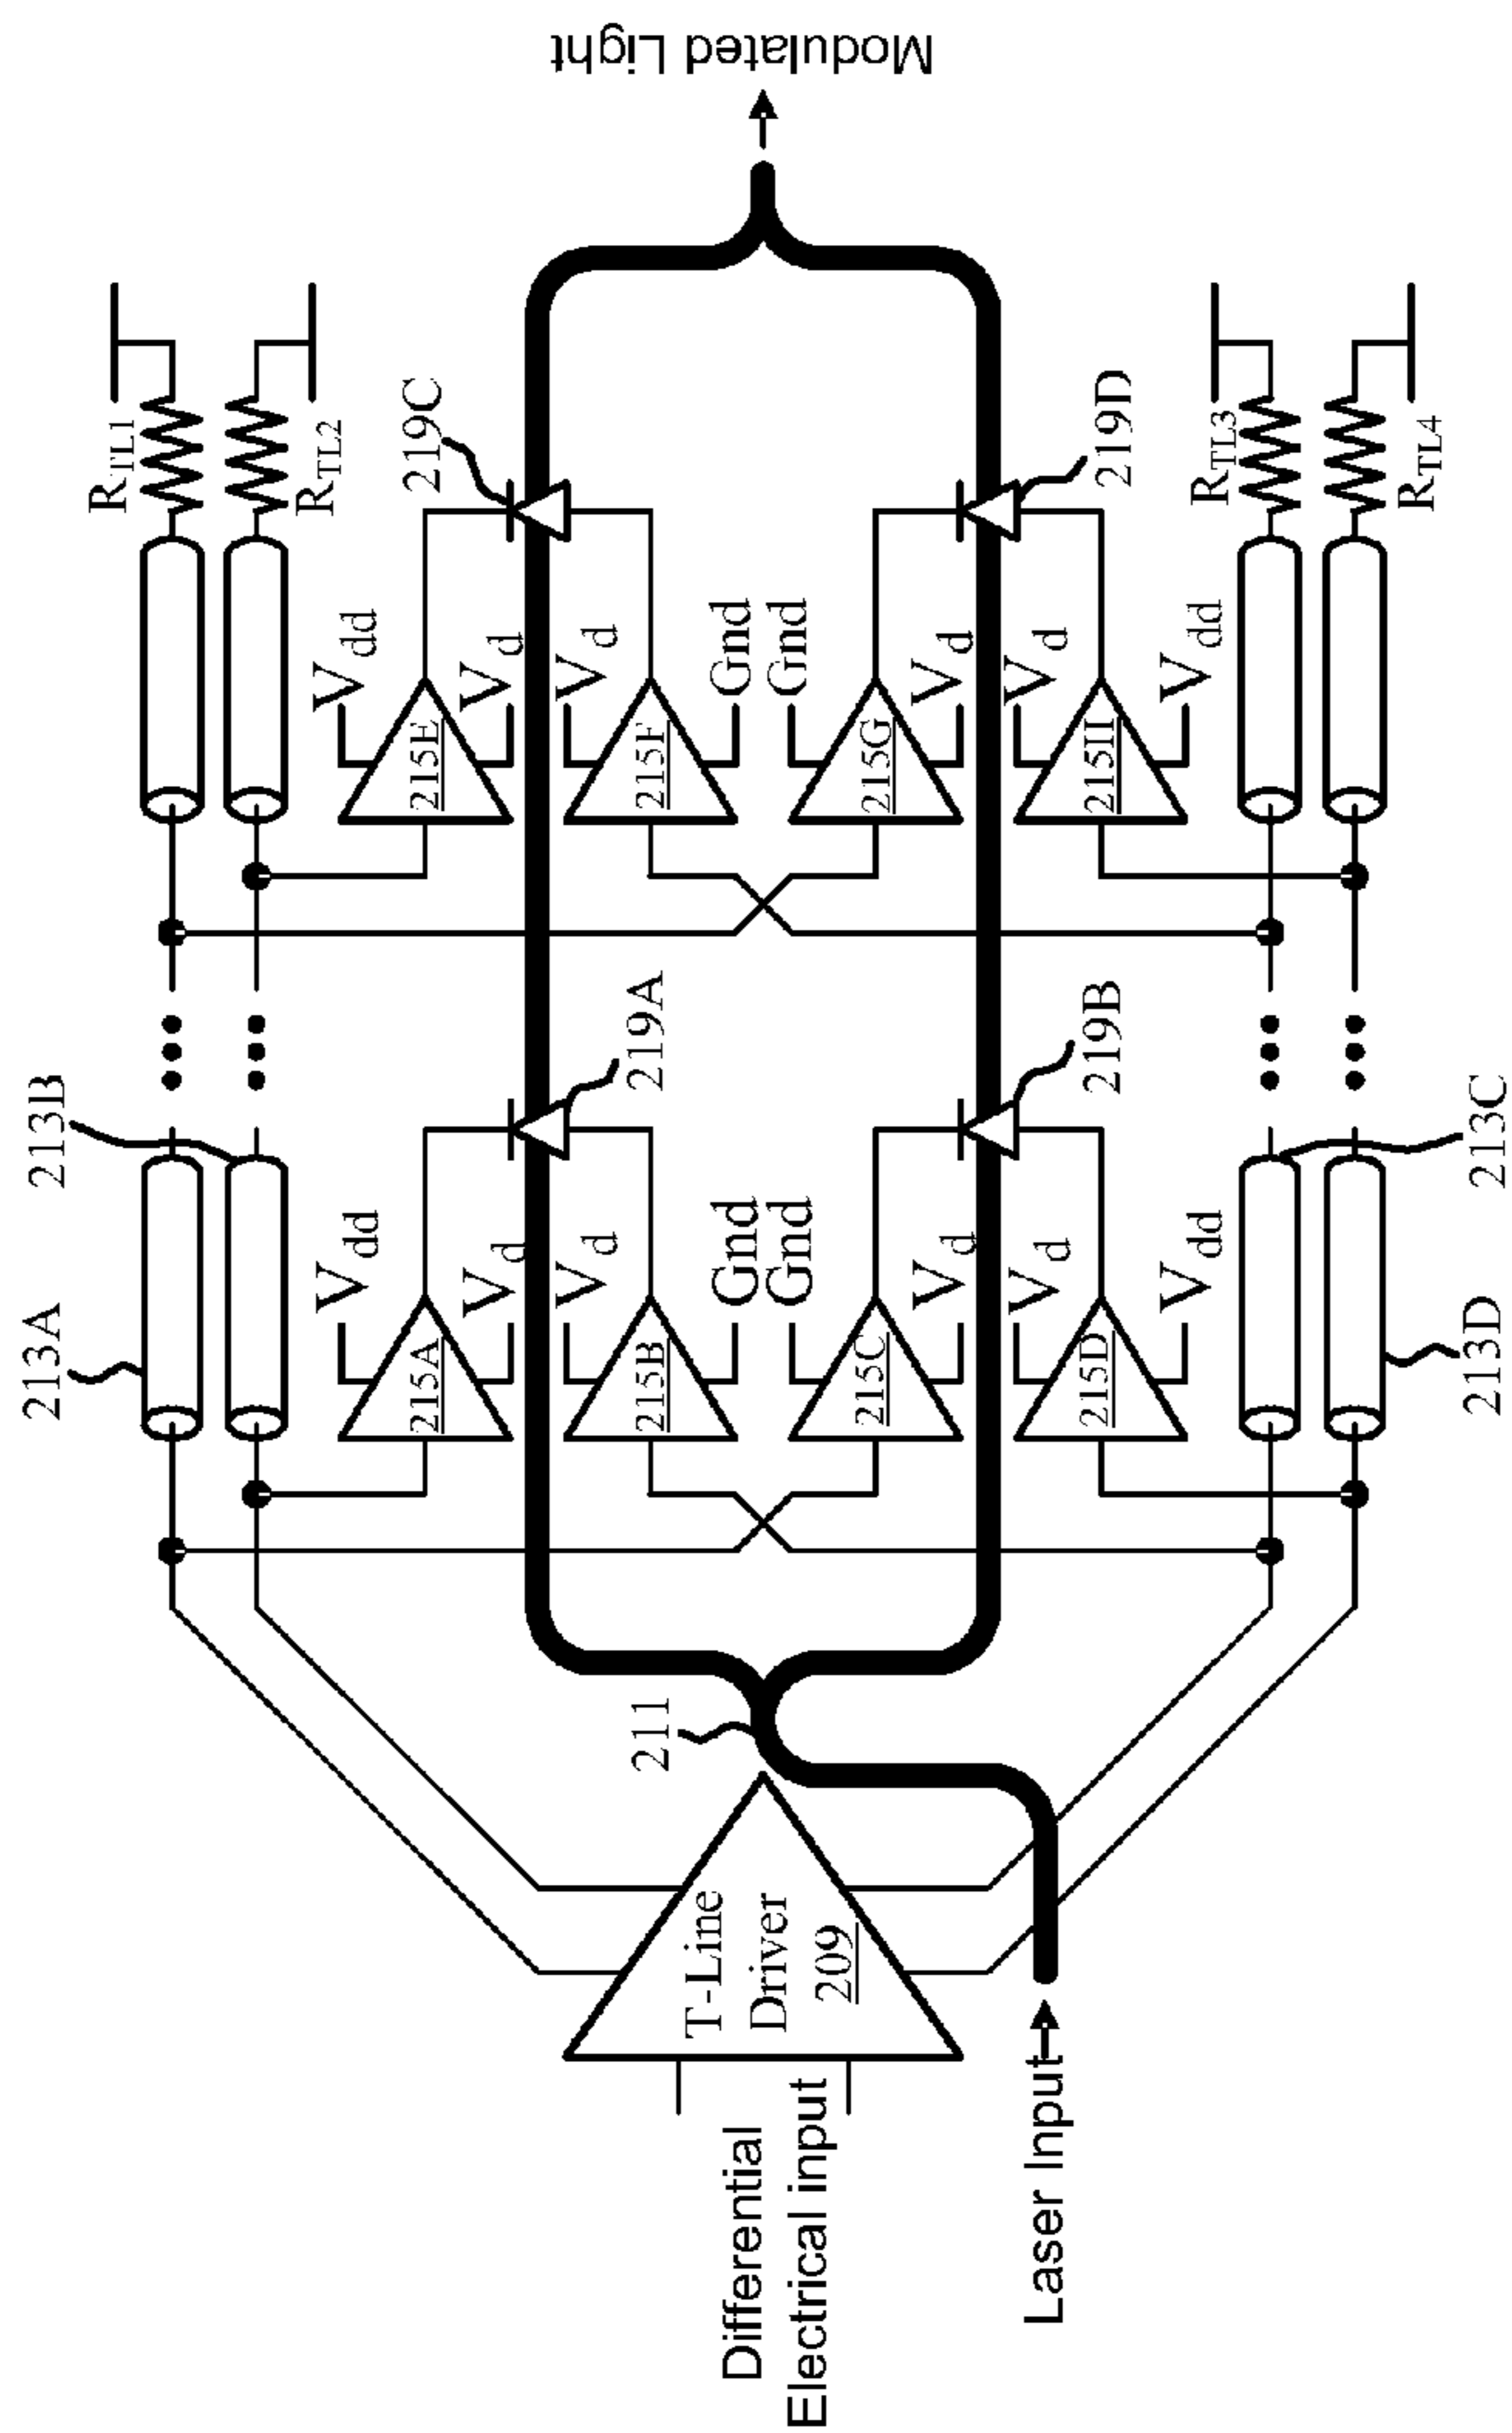 Modulated Light
R_TL1
R_TL2
R_TL3
R_TL4
219C
219D
V_dd
V_d
V_d
Gnd
Gnd
V_d
V_d
V_dd
215E
215F
215G
215H
219A
219B
213B
213C
213A
213D
V_dd
V_d
V_d
Gnd
Gnd
V_d
V_d
V_dd
215A
215B
215C
215D
211
T-Line
Driver
209
Differential
Electrical input
Laser Input